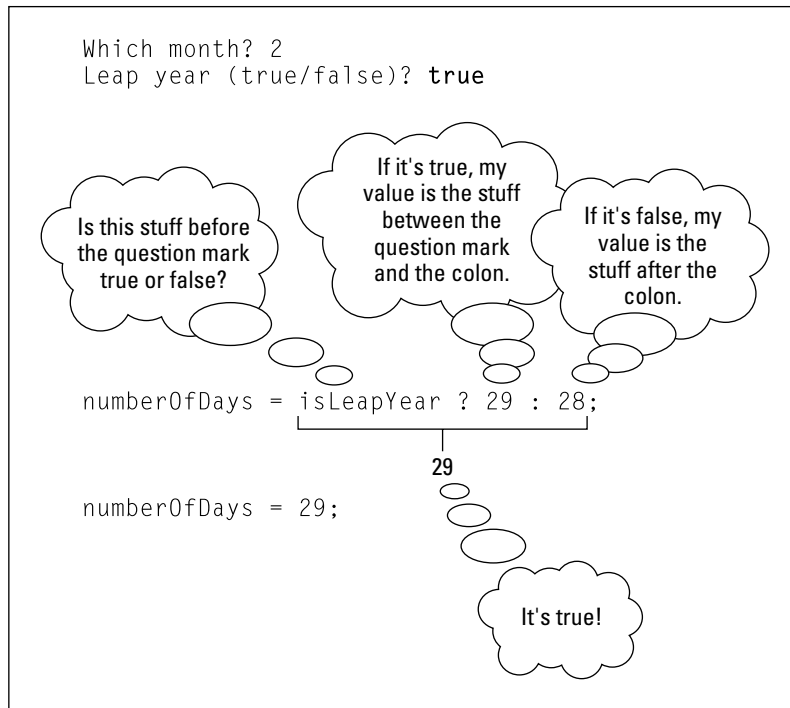 Which month? 2
Leap year (true/false)? true
Is this stuff before
the question mark
true or false?
If it's true, my
value is the stuff
between the
question mark
and the colon.
If it's false, my
value is the
stuff after the
colon.
numberOfDays = isLeapYear ? 29 : 28;
29
numberOfDays = 29;
It's true!